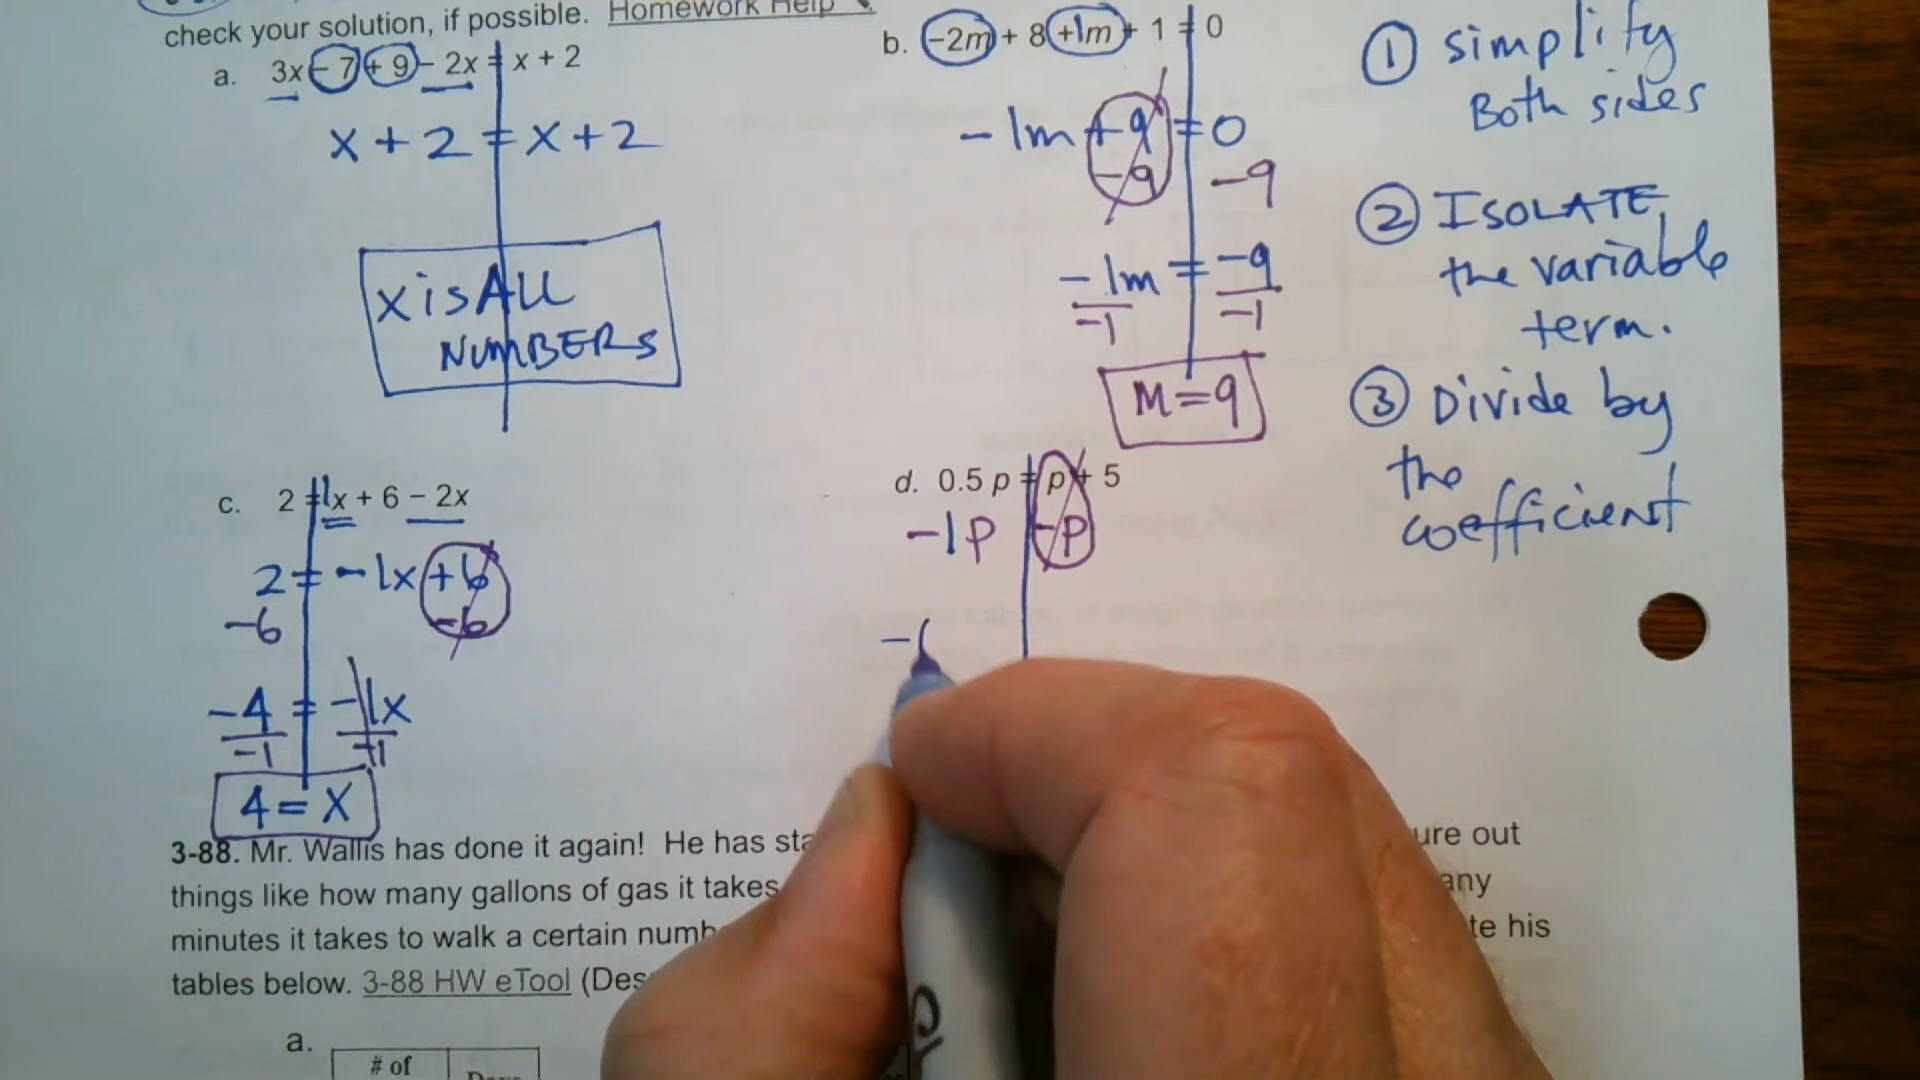 check your solution, if possible. Homework Help
a. 3x - 7 + 9 - 2x = x + 2
x + 2 = x + 2
x is ALL
NUMBERS
b. -2m + 8 +1m + 1 = 0
-1m + 9 = 0
-9 -9
-1m = -9
-1 -1
M = 9
① simplify
Both sides
② ISOLATE
the variable
term.
③ Divide by
the
coefficient
c. 2 = 1x + 6 - 2x
2 = -1x + 6
-6 -6
-4 = -1x
-1 -1
4 = X
d. 0.5 p = p + 5
-1p -p
3-88. Mr. Wallis has done it again! He has ure out
things like how many gallons of gas it takes any
minutes it takes to walk a certain te his
tables below. 3-88 HW eTool
a.
# of